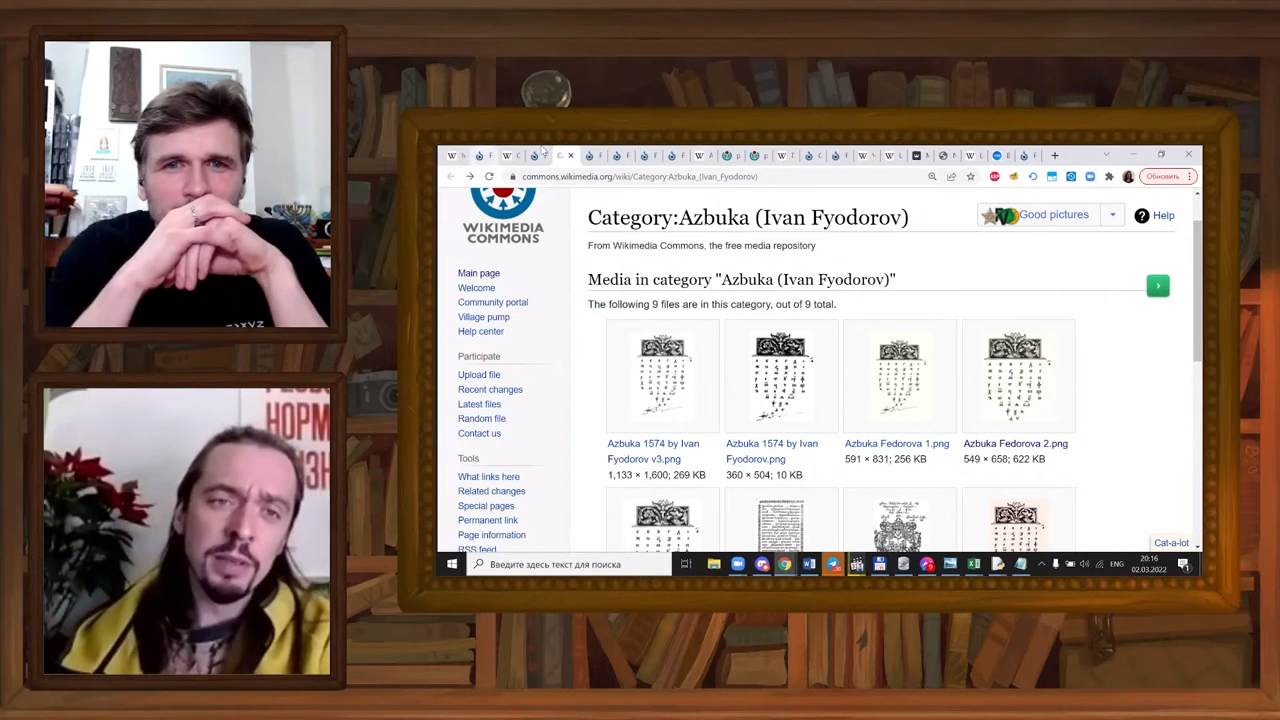 РЕВО
НОРМ
ИЗН
commons.wikimedia.org/wiki/Category:Azbuka_(Ivan_Fyodorov)
Обновить
WIKIMEDIA
COMMONS
Main page
Welcome
Community portal
Village pump
Help center
Participate
Upload file
Recent changes
Latest files
Random file
Contact us
Tools
What links here
Related changes
Special pages
Permanent link
Page information
RSS feed
Category:Azbuka (Ivan Fyodorov)
Good pictures
Help
From Wikimedia Commons, the free media repository
Media in category "Azbuka (Ivan Fyodorov)"
The following 9 files are in this category, out of 9 total.
Azbuka 1574 by Ivan
Fyodorov v3.png
1,133 × 1,600; 269 KB
Azbuka 1574 by Ivan
Fyodorov.png
360 × 504; 10 KB
Azbuka Fedorova 1.png
591 × 831; 256 KB
Azbuka Fedorova 2.png
549 × 658; 622 KB
Cat-a-lot
Введите здесь текст для поиска
ENG
20:16
02.03.2022